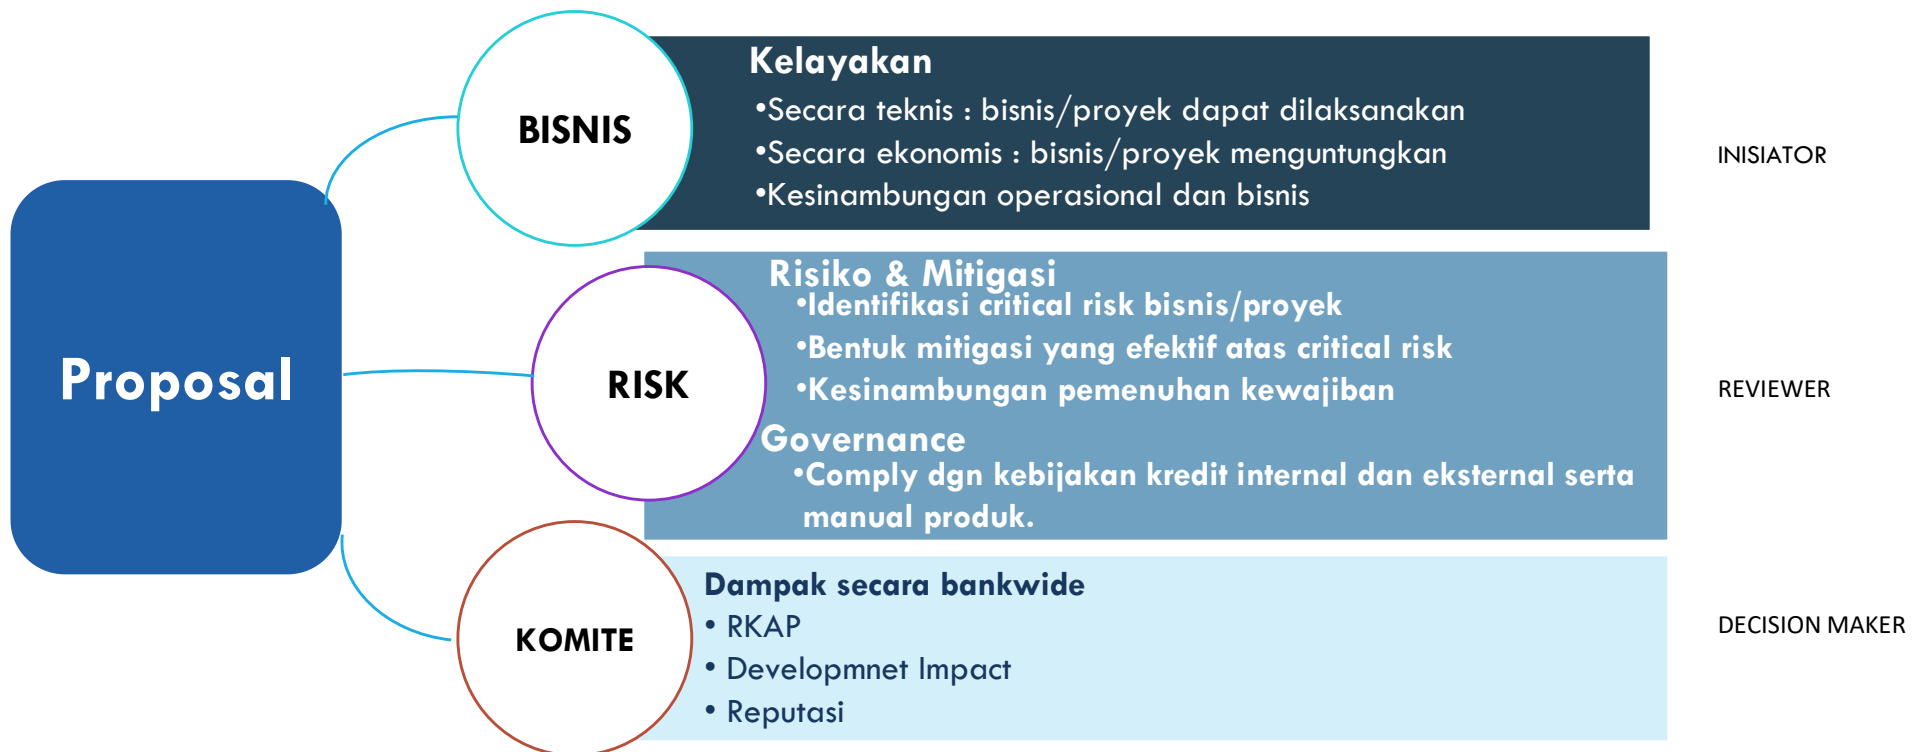 Proposal
BISNIS
Kelayakan
•Secara teknis : bisnis/proyek dapat dilaksanakan
•Secara ekonomis : bisnis/proyek menguntungkan
•Kesinambungan operasional dan bisnis
INISIATOR
RISK
Risiko & Mitigasi
•Identifikasi critical risk bisnis/proyek
•Bentuk mitigasi yang efektif atas critical risk
•Kesinambungan pemenuhan kewajiban
Governance
•Comply dgn kebijakan kredit internal dan eksternal serta
manual produk.
REVIEWER
KOMITE
Dampak secara bankwide
• RKAP
• Developmnet Impact
• Reputasi
DECISION MAKER